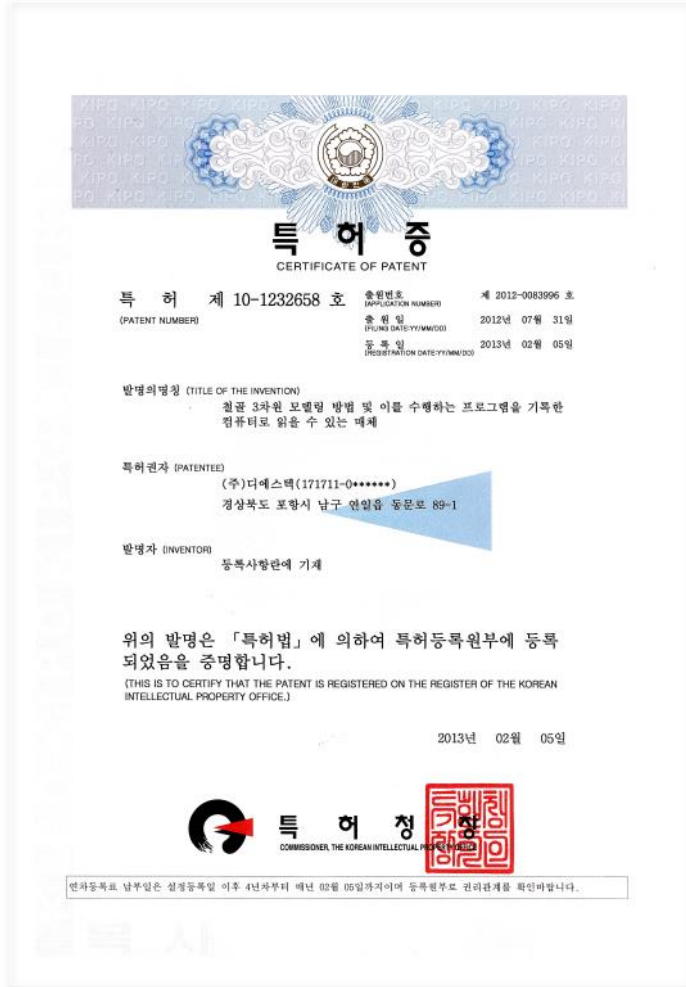 특 허 증
CERTIFICATE OF PATENT
특 허 제 10-1232658 호
(PATENT NUMBER)
출원번호 제 2012-0083996 호
(APPLICATION NUMBER)
출 원 일 2012년 07월 31일
(FILING DATE:YY/MM/DD)
등 록 일 2013년 02월 05일
(REGISTRATION DATE:YY/MM/DD)
발명의명칭 (TITLE OF THE INVENTION)
철골 3차원 모델링 방법 및 이를 수행하는 프로그램을 기록한
컴퓨터로 읽을 수 있는 매체
특허권자 (PATENTEE)
(주)디에스텍(171711-0******)
경상북도 포항시 남구 연일읍 동문로 89-1
발명자 (INVENTOR)
등록사항란에 기재
위의 발명은 「특허법」에 의하여 특허등록원부에 등록
되었음을 증명합니다.
(THIS IS TO CERTIFY THAT THE PATENT IS REGISTERED ON THE REGISTER OF THE KOREAN
INTELLECTUAL PROPERTY OFFICE.)
2013년 02월 05일
특 허 청 장
COMMISSIONER, THE KOREAN INTELLECTUAL PROPERTY OFFICE
연차등록료 납부일은 설정등록일 이후 4년차부터 매년 02월 05일까지이며 등록원부로 권리관계를 확인바랍니다.